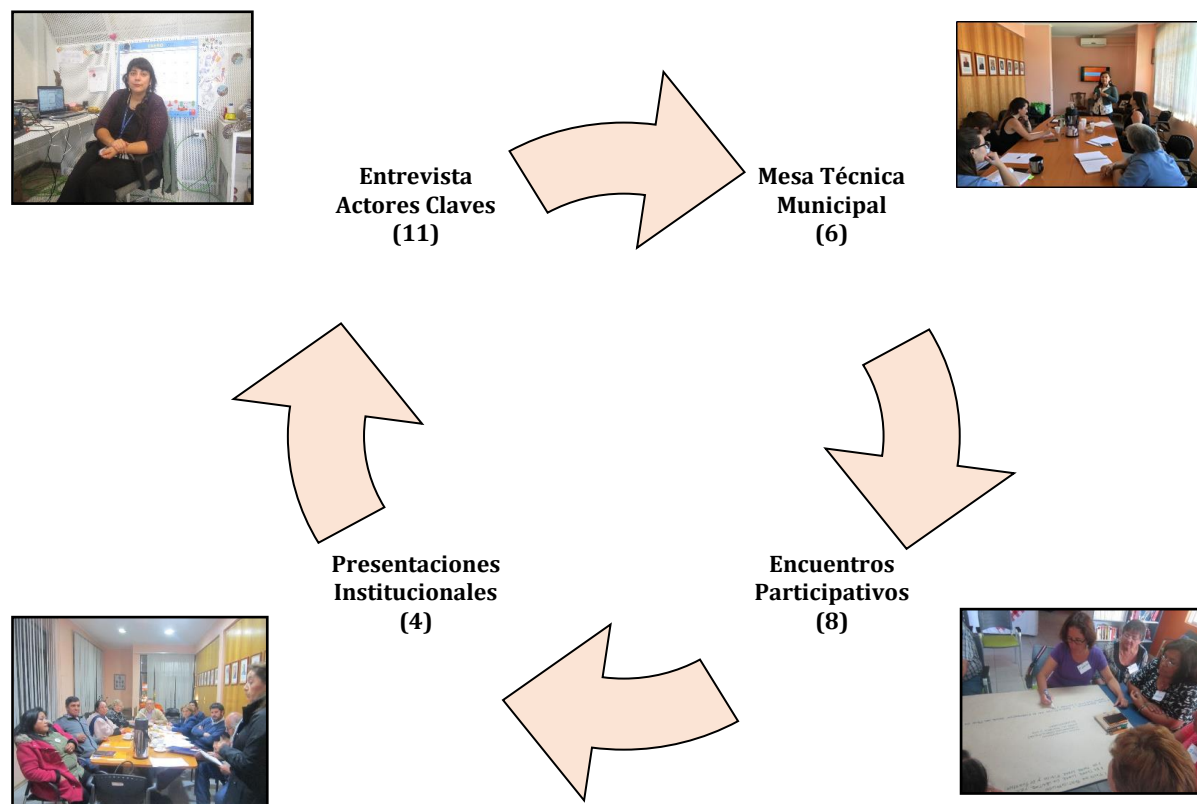 Entrevista
Actores Claves
(11)
Mesa Técnica
Municipal
(6)
Encuentros
Participativos
(8)
Presentaciones
Institucionales
(4)